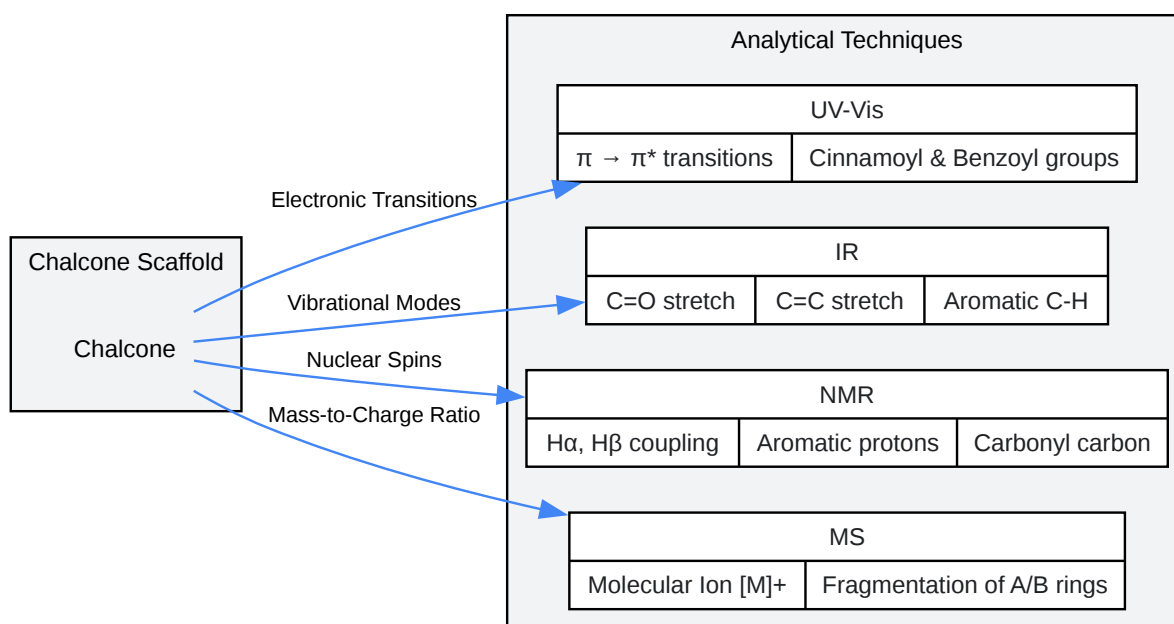 Analytical Techniques
UV-Vis
π → π* transitions
Cinnamoyl & Benzoyl groups
Electronic Transitions
Chalcone Scaffold
Chalcone
Vibrational Modes
IR
C=O stretch
C=C stretch
Aromatic C-H
Nuclear Spins
NMR
Hα, Hβ coupling
Aromatic protons
Carbonyl carbon
Mass-to-Charge Ratio
MS
Molecular Ion [M]+
Fragmentation of A/B rings